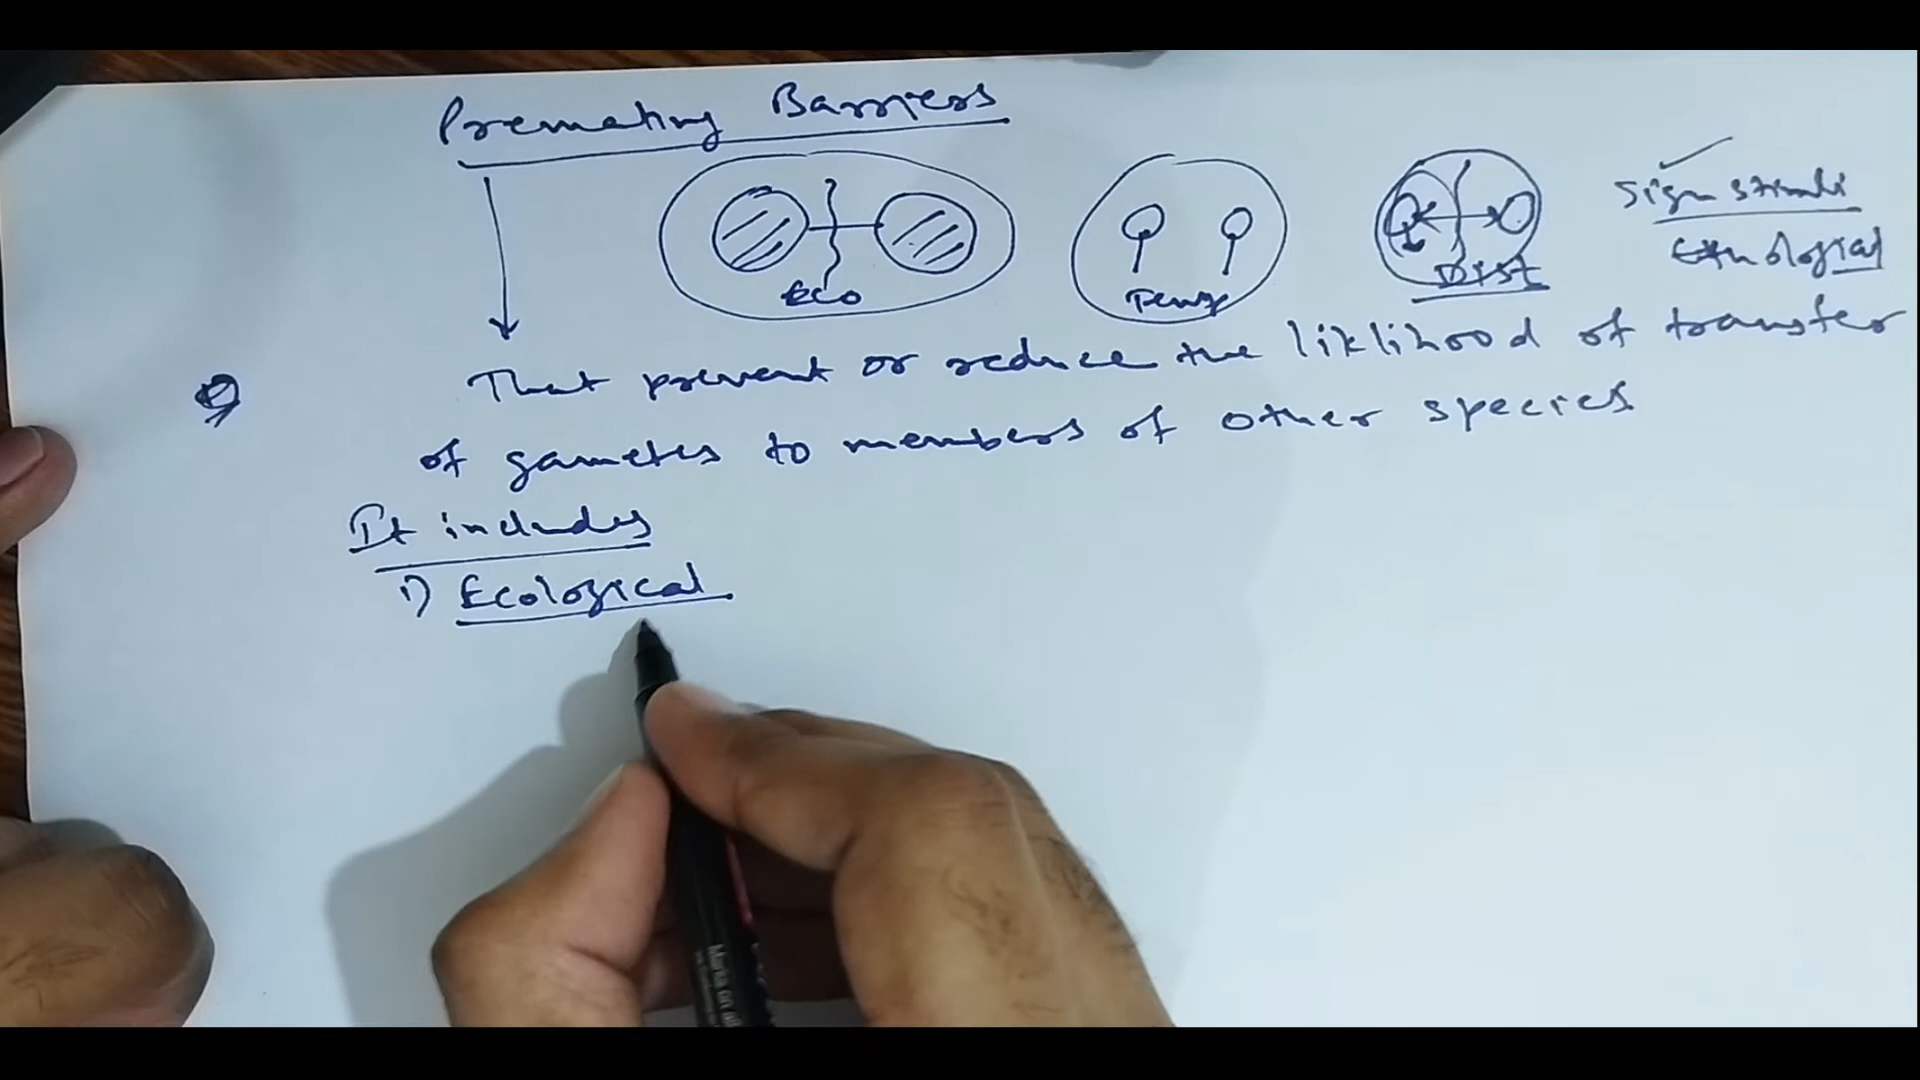 Premating Barriers
Eco
Temp
Dist
Sign stimuli
Ethological
That prevent or reduce the liklihood of transfer
of gametes to members of other species
It includes
1) Ecological